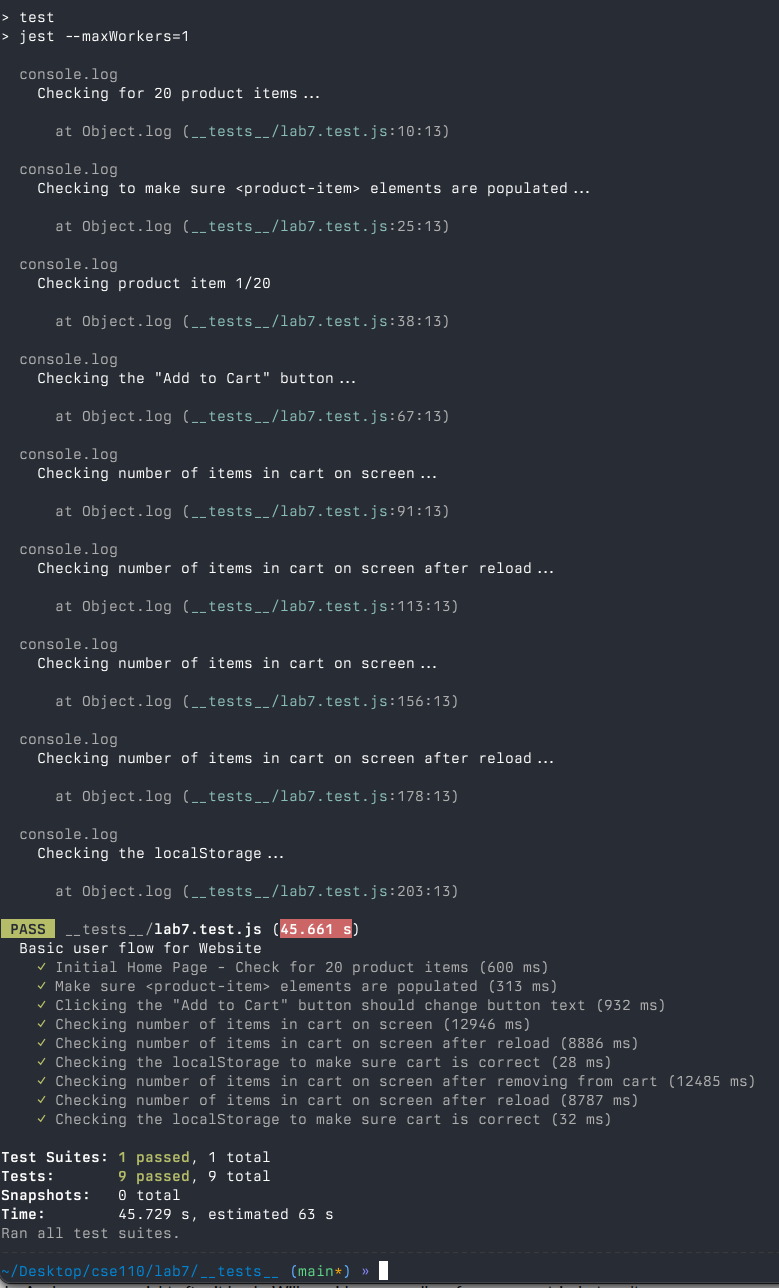 > test
> jest --maxWorkers=1
console.log
Checking for 20 product items...
at Object.log (__tests__/lab7.test.js:10:13)
console.log
Checking to make sure <product-item> elements are populated...
at Object.log (__tests__/lab7.test.js:25:13)
console.log
Checking product item 1/20
at Object.log (__tests__/lab7.test.js:38:13)
console.log
Checking the "Add to Cart" button...
at Object.log (__tests__/lab7.test.js:67:13)
console.log
Checking number of items in cart on screen...
at Object.log (__tests__/lab7.test.js:91:13)
console.log
Checking number of items in cart on screen after reload...
at Object.log (__tests__/lab7.test.js:113:13)
console.log
Checking number of items in cart on screen...
at Object.log (__tests__/lab7.test.js:156:13)
console.log
Checking number of items in cart on screen after reload...
at Object.log (__tests__/lab7.test.js:178:13)
console.log
Checking the localStorage...
at Object.log (__tests__/lab7.test.js:203:13)
PASS __tests__/lab7.test.js (45.661 s)
Basic user flow for Website
✓ Initial Home Page - Check for 20 product items (600 ms)
✓ Make sure <product-item> elements are populated (313 ms)
✓ Clicking the "Add to Cart" button should change button text (932 ms)
✓ Checking number of items in cart on screen (12946 ms)
✓ Checking number of items in cart on screen after reload (8886 ms)
✓ Checking the localStorage to make sure cart is correct (28 ms)
✓ Checking number of items in cart on screen after removing from cart (12485 ms)
✓ Checking number of items in cart on screen after reload (8787 ms)
✓ Checking the localStorage to make sure cart is correct (32 ms)
Test Suites: 1 passed, 1 total
Tests: 9 passed, 9 total
Snapshots: 0 total
Time: 45.729 s, estimated 63 s
Ran all test suites.
~/Desktop/cse110/lab7/__tests__ (main*) »